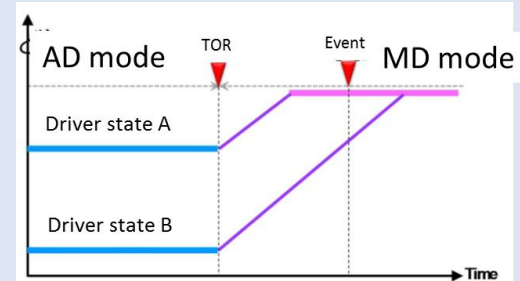 AD mode
TOR
Event
MD mode
Driver state A
Driver state B
Time